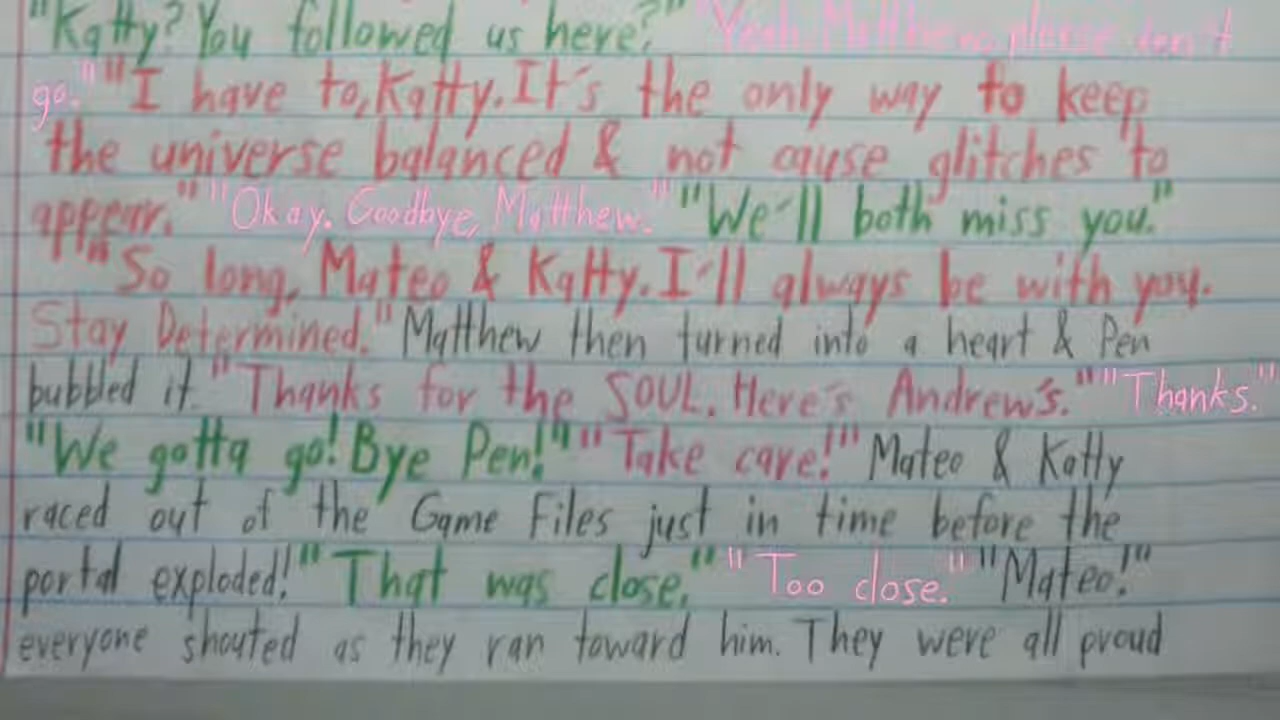 "Katty? You followed us here?" "Yeah, Matthew, please don't
go." "I have to, Katty. It's the only way to keep
the universe balanced & not cause glitches to
appear." "Okay. Goodbye, Matthew." "We'll both miss you."
"So long, Mateo & Katty. I'll always be with you.
Stay Determined." Matthew then turned into a heart & Pen
bubbled it. "Thanks for the SOUL. Here's Andrew's." "Thanks."
"We gotta go! Bye Pen!" "Take care!" Mateo & Katty
raced out of the Game Files just in time before the
portal exploded! "That was close." "Too close." "Mateo!"
everyone shouted as they ran toward him. They were all proud